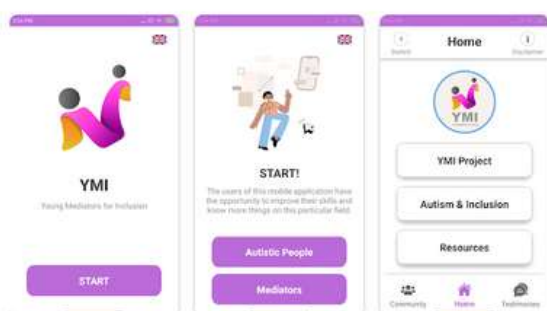 YMI
Young Mediators for Inclusion
START
START!
The users of this mobile application have
the opportunity to improve their skills and
know more things on this particular field.
Autistic People
Mediators
Home
Disclaimer
YMI
YMI Project
Autism & Inclusion
Resources
Community
Home
Testimonies